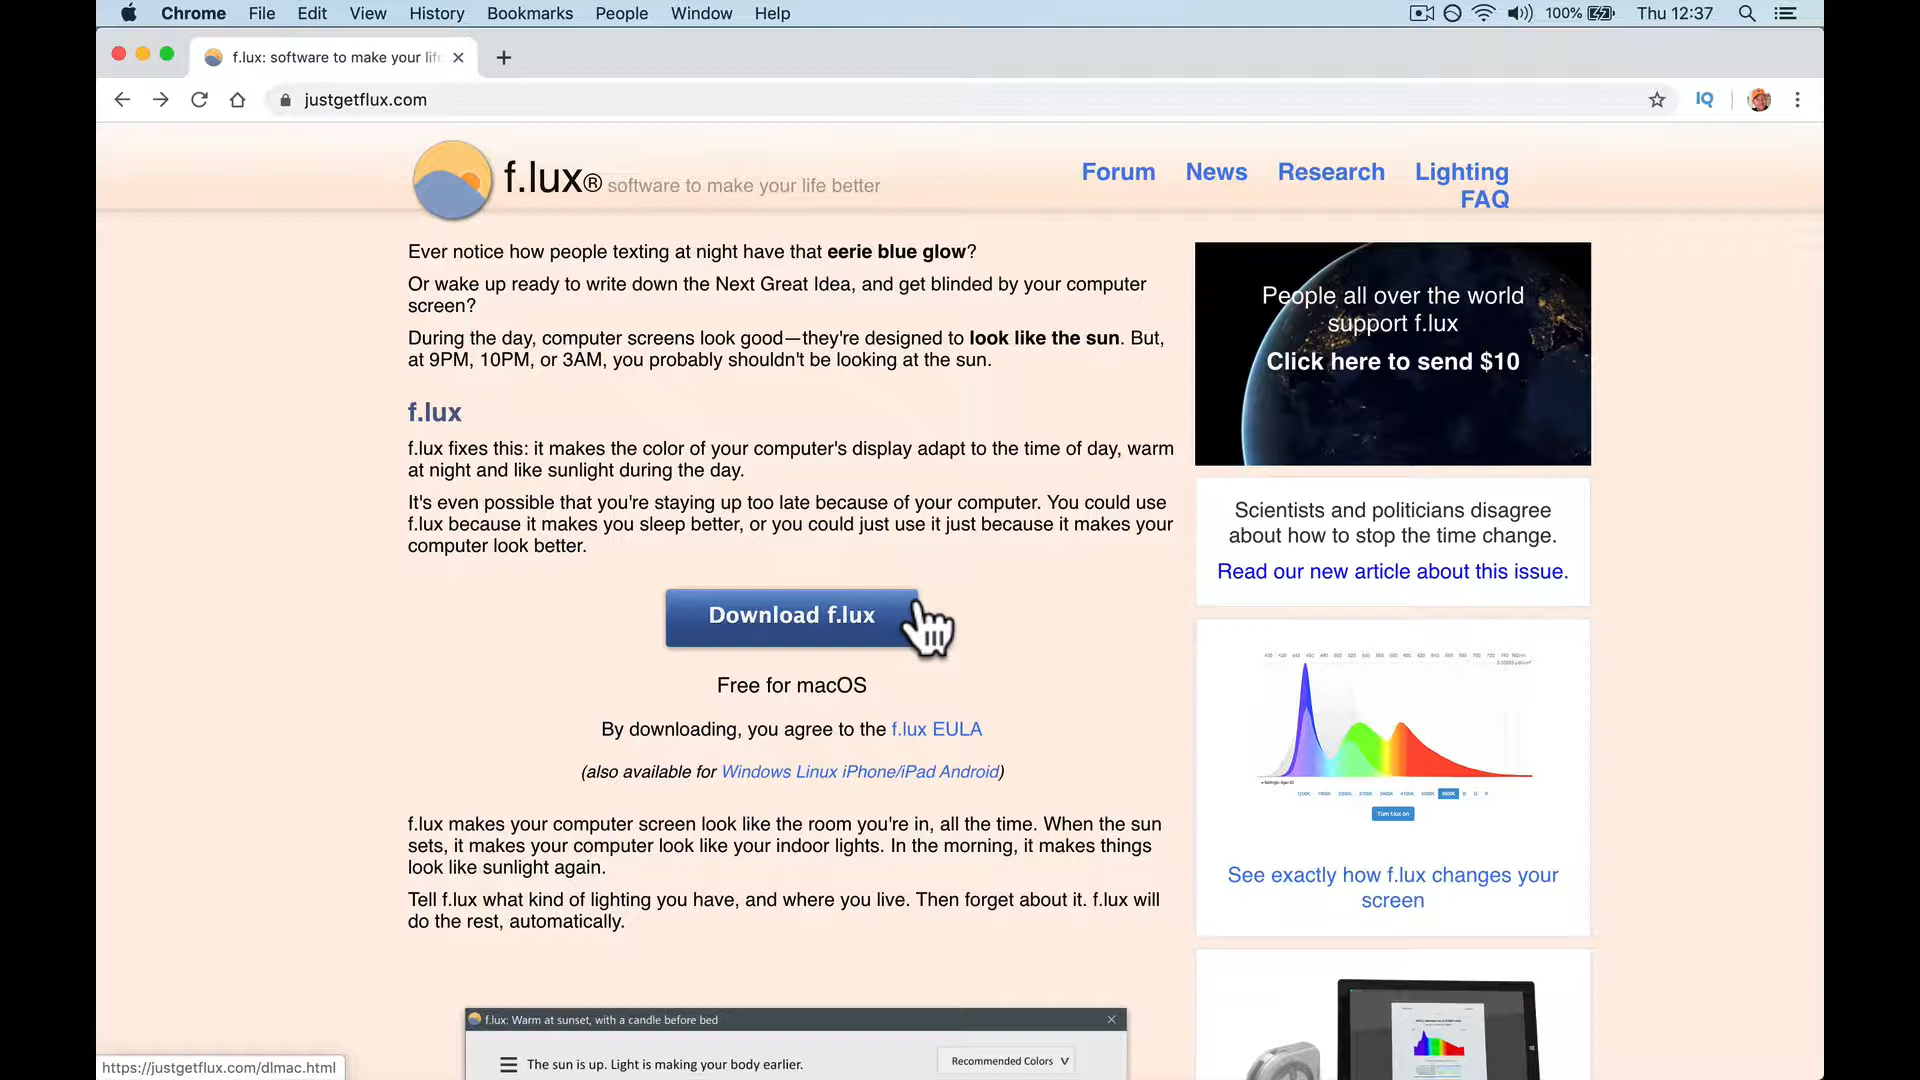 Chrome File Edit View History Bookmarks People Window Help 100% Thu 12:37
f.lux: software to make your life
justgetflux.com
IQ
f.lux® software to make your life better
Forum News Research Lighting
FAQ
Ever notice how people texting at night have that eerie blue glow?
Or wake up ready to write down the Next Great Idea, and get blinded by your computer
screen?
During the day, computer screens look good—they're designed to look like the sun. But,
at 9PM, 10PM, or 3AM, you probably shouldn't be looking at the sun.
f.lux
f.lux fixes this: it makes the color of your computer's display adapt to the time of day, warm
at night and like sunlight during the day.
It's even possible that you're staying up too late because of your computer. You could use
f.lux because it makes you sleep better, or you could just use it just because it makes your
computer look better.
Download f.lux
Free for macOS
By downloading, you agree to the f.lux EULA
(also available for Windows Linux iPhone/iPad Android)
f.lux makes your computer screen look like the room you're in, all the time. When the sun
sets, it makes your computer look like your indoor lights. In the morning, it makes things
look like sunlight again.
Tell f.lux what kind of lighting you have, and where you live. Then forget about it. f.lux will
do the rest, automatically.
f.lux: Warm at sunset, with a candle before bed
The sun is up. Light is making your body earlier.
Recommended Colors
People all over the world
support f.lux
Click here to send $10
Scientists and politicians disagree
about how to stop the time change.
Read our new article about this issue.
Turn f.lux on
See exactly how f.lux changes your
screen
https://justgetflux.com/dlmac.html